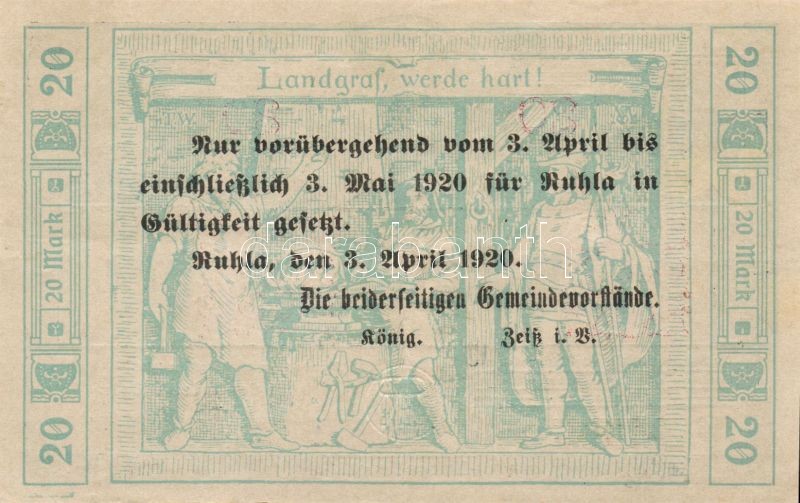 20
20
Landgraf, werde hart!
T.W.
Nur vorübergehend vom 3. April bis
einschließlich 3. Mai 1920 für Ruhla in
Gültigkeit gesetzt.
Ruhla, den 3. April 1920.
Die beiderseitigen Gemeindevorstände.
König. Zeiß i. V.
20 Mark
20 Mark
20
20
darabanth